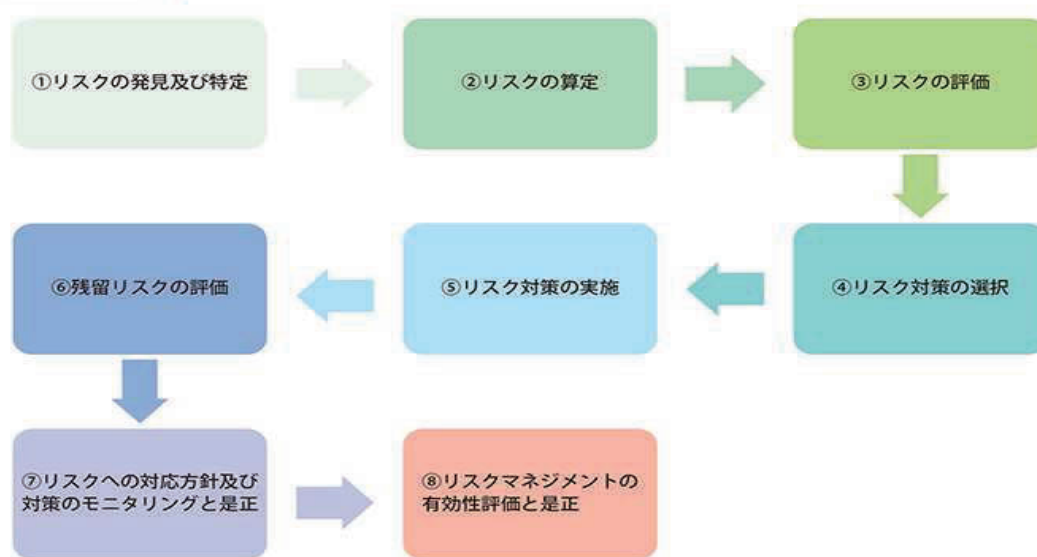 ①リスクの発見及び特定
②リスクの算定
③リスクの評価
④リスク対策の選択
⑤リスク対策の実施
⑥残留リスクの評価
⑦リスクへの対応方針及び
対策のモニタリングと是正
⑧リスクマネジメントの
有効性評価と是正